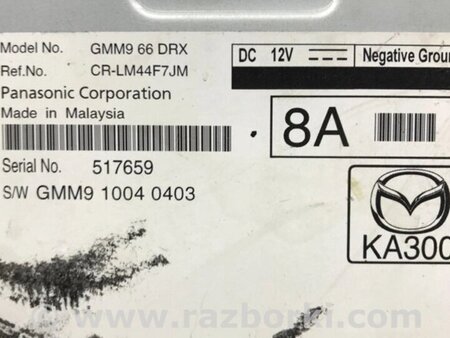 Model No. GMM9 66 DRX
Ref.No. CR-LM44F7JM
Panasonic Corporation
Made in Malaysia
Serial No. 517659
S/W GMM9 1004 0403
DC 12V Negative
8A
KA300
www.razborki.com